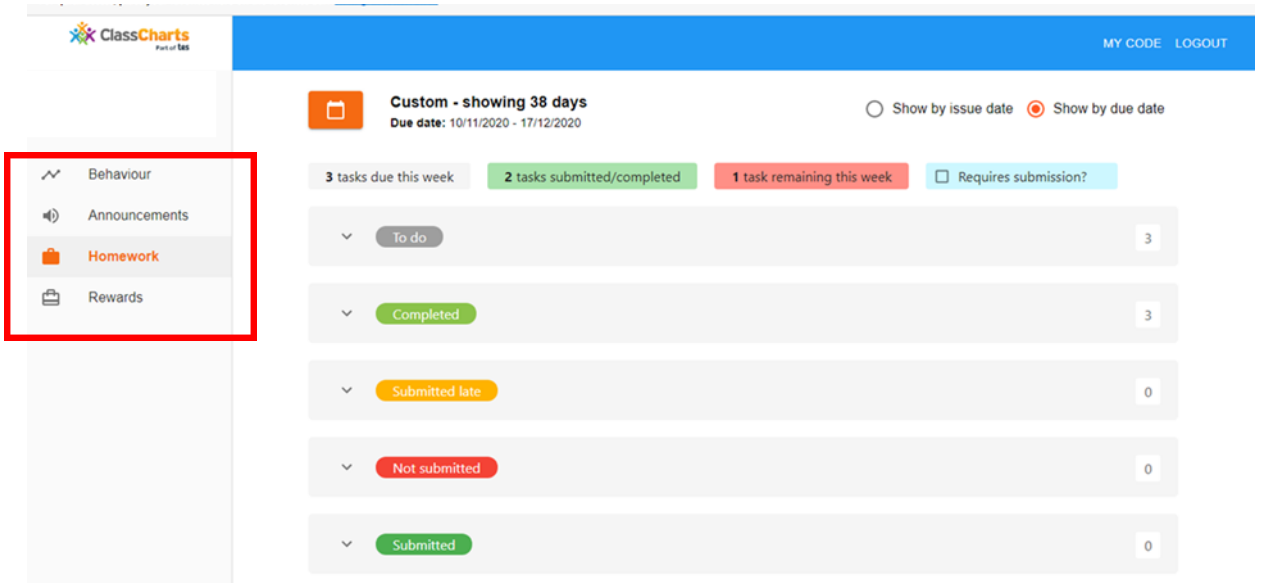 ClassCharts
Part of tes
MY CODE LOGOUT
Custom - showing 38 days
Due date: 10/11/2020 - 17/12/2020
Show by issue date Show by due date
Behaviour
Announcements
Homework
Rewards
3 tasks due this week 2 tasks submitted/completed 1 task remaining this week Requires submission?
To do 3
Completed 3
Submitted late 0
Not submitted 0
Submitted 0